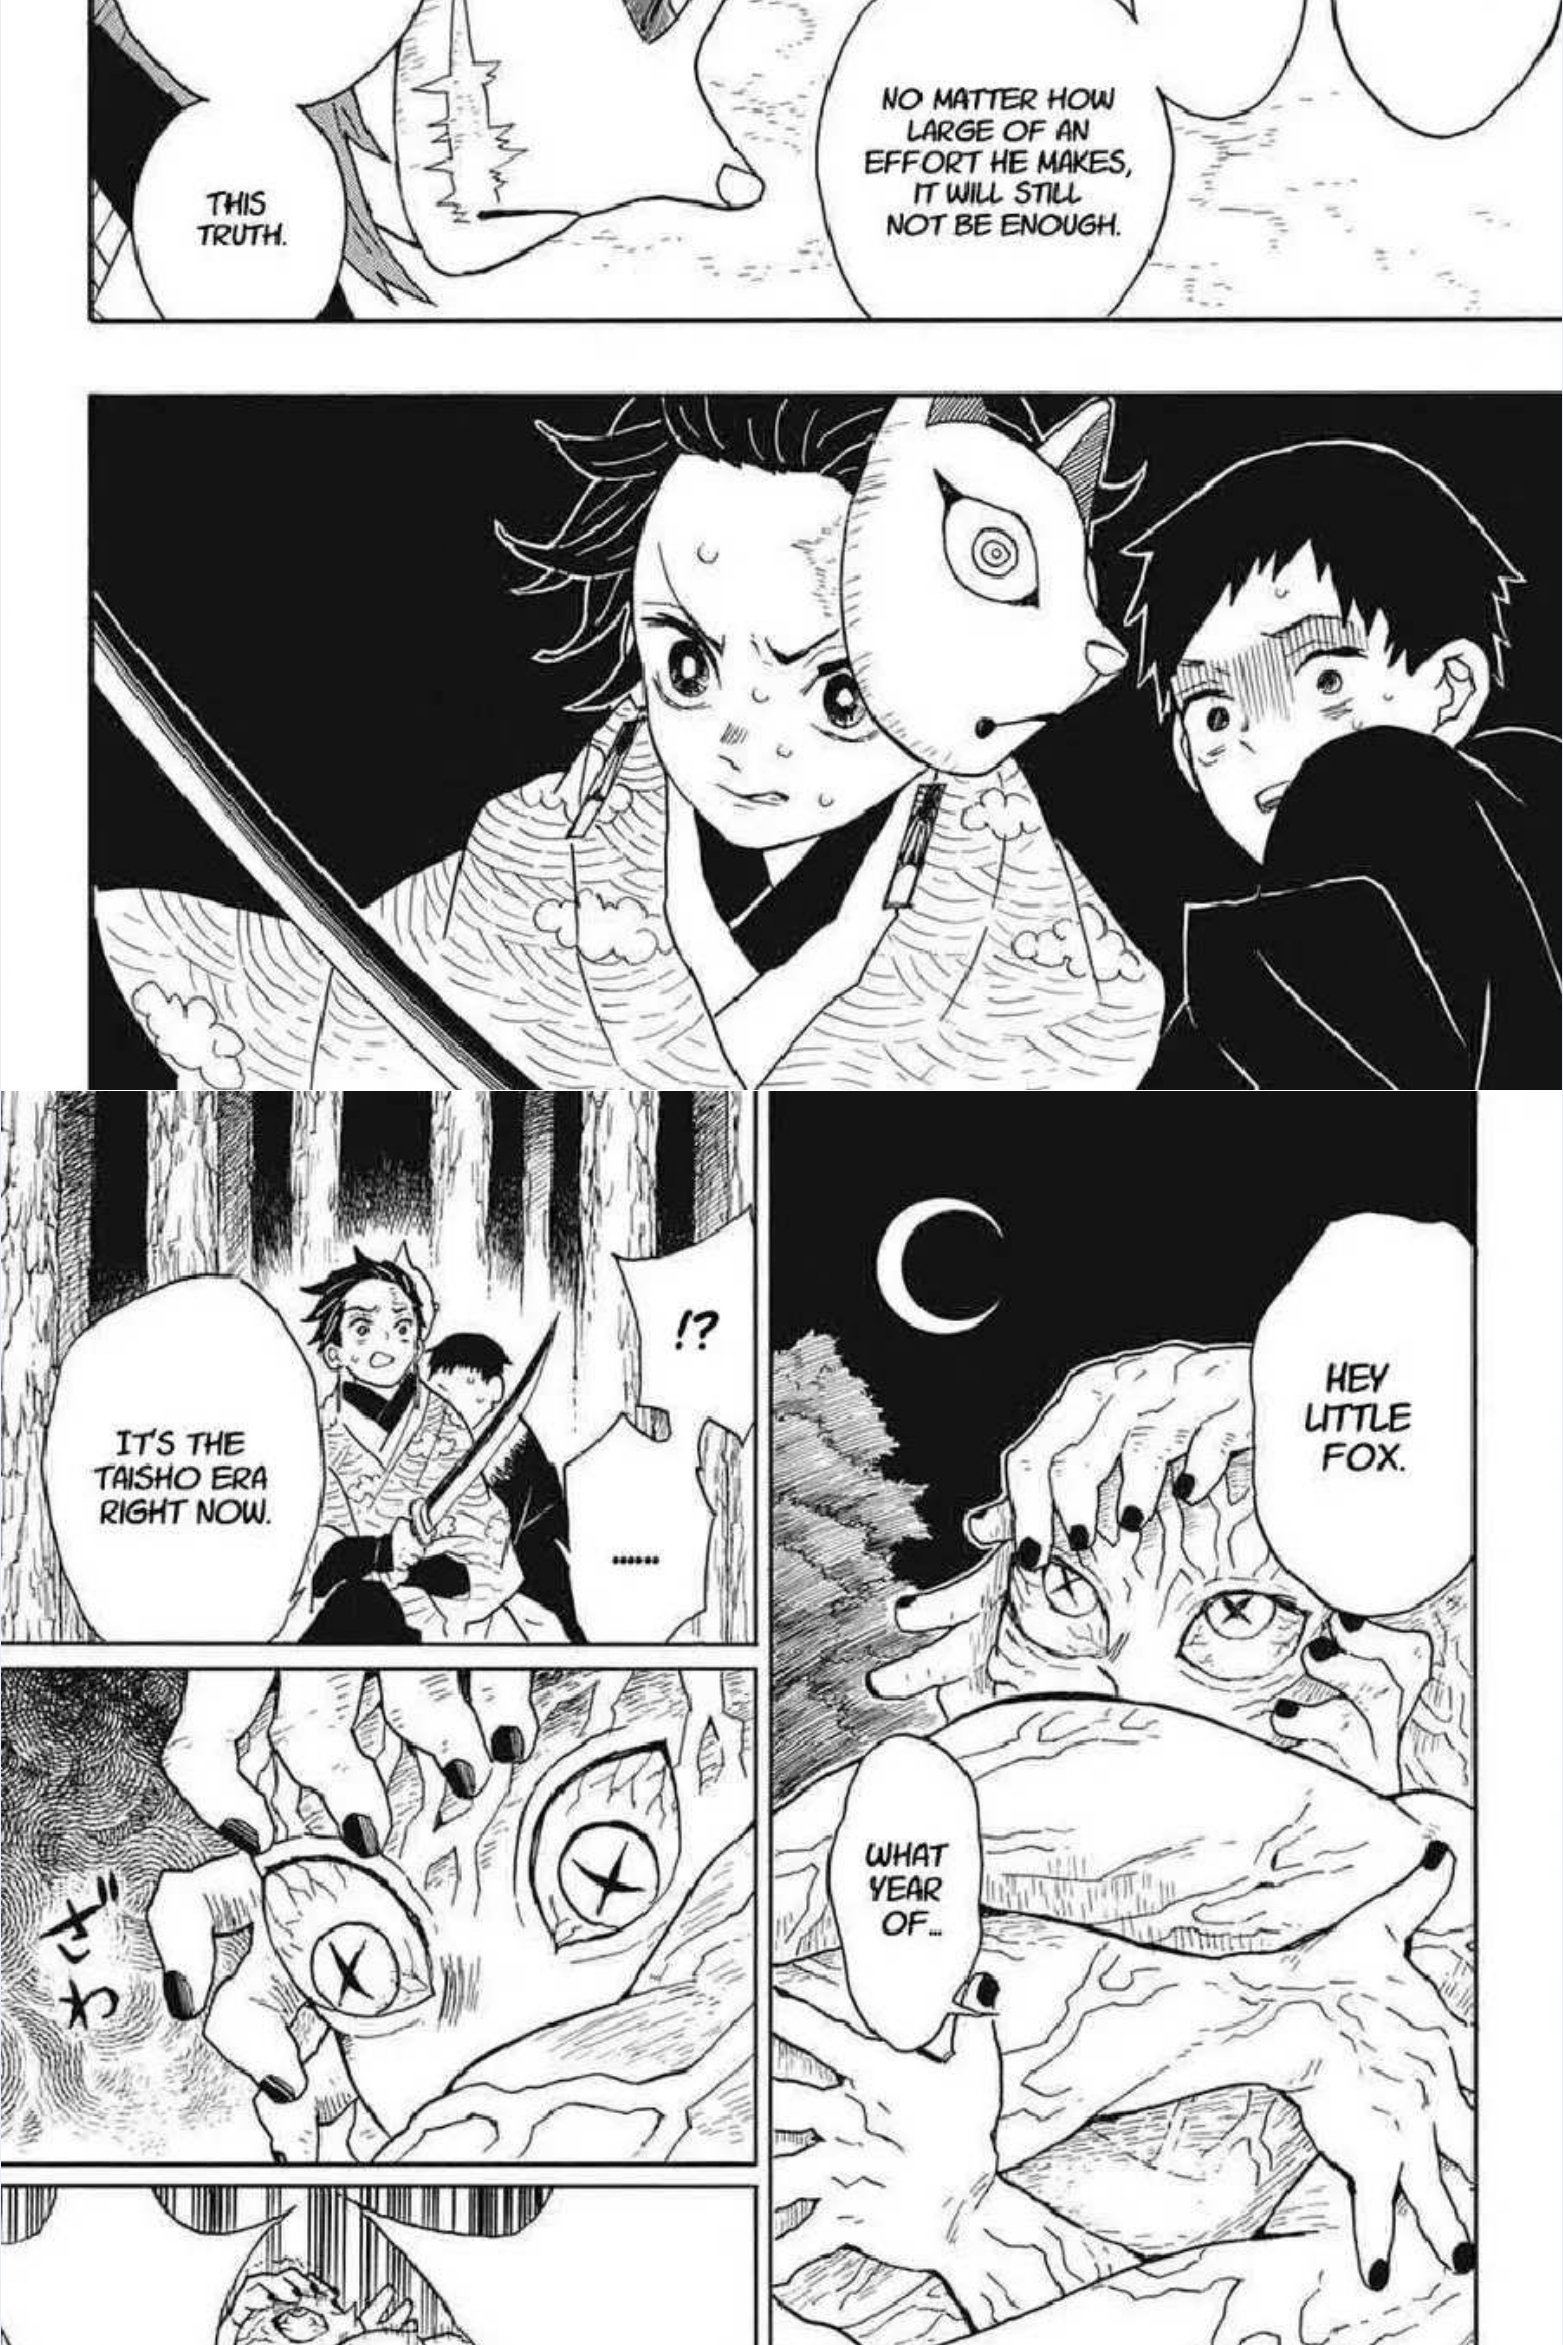 NO MATTER HOW
LARGE OF AN
EFFORT HE MAKES,
IT WILL STILL
NOT BE ENOUGH.
THIS
TRUTH.
HEY
LITTLE
FOX.
WHAT
YEAR
OF...
!?
......
IT'S THE
TAISHO ERA
RIGHT NOW.
ざわ